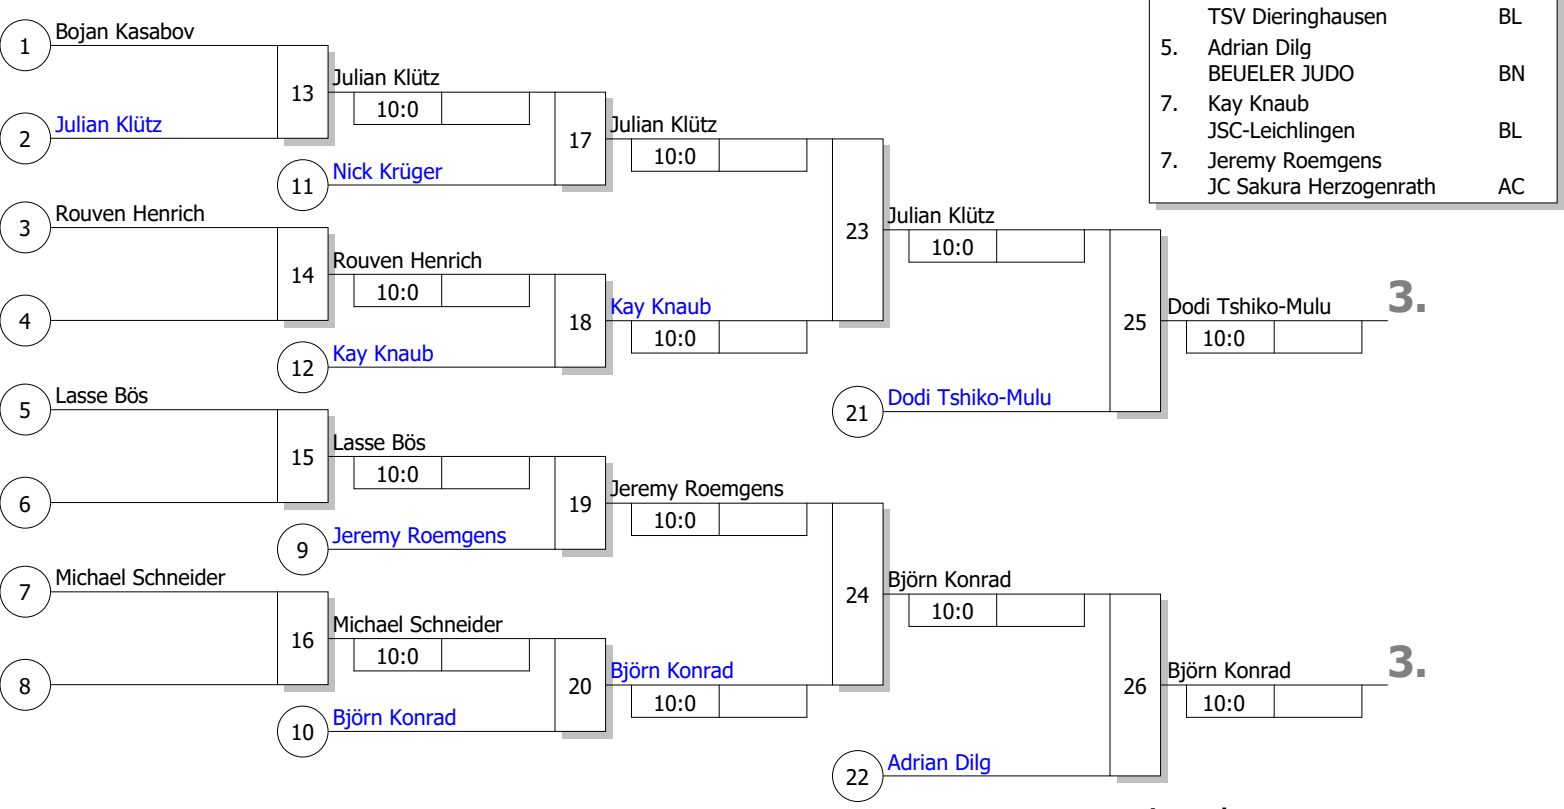 TSV Dieringhausen BL
5. Adrian Dilg
BEUELER JUDO BN
7. Kay Knaub
JSC-Leichlingen BL
7. Jeremy Roemgens
JC Sakura Herzogenrath AC
1 Bojan Kasabov
13 Julian Klütz
10:0
2 Julian Klütz
17 Julian Klütz
10:0
11 Nick Krüger
3 Rouven Henrich
23 Julian Klütz
10:0
14 Rouven Henrich
10:0
4
18 Kay Knaub
10:0
12 Kay Knaub
25 Dodi Tshiko-Mulu 3.
10:0
5 Lasse Bös
21 Dodi Tshiko-Mulu
15 Lasse Bös
10:0
6
19 Jeremy Roemgens
10:0
9 Jeremy Roemgens
7 Michael Schneider
24 Björn Konrad
10:0
16 Michael Schneider
10:0
8
20 Björn Konrad
10:0
10 Björn Konrad
26 Björn Konrad 3.
10:0
22 Adrian Dilg